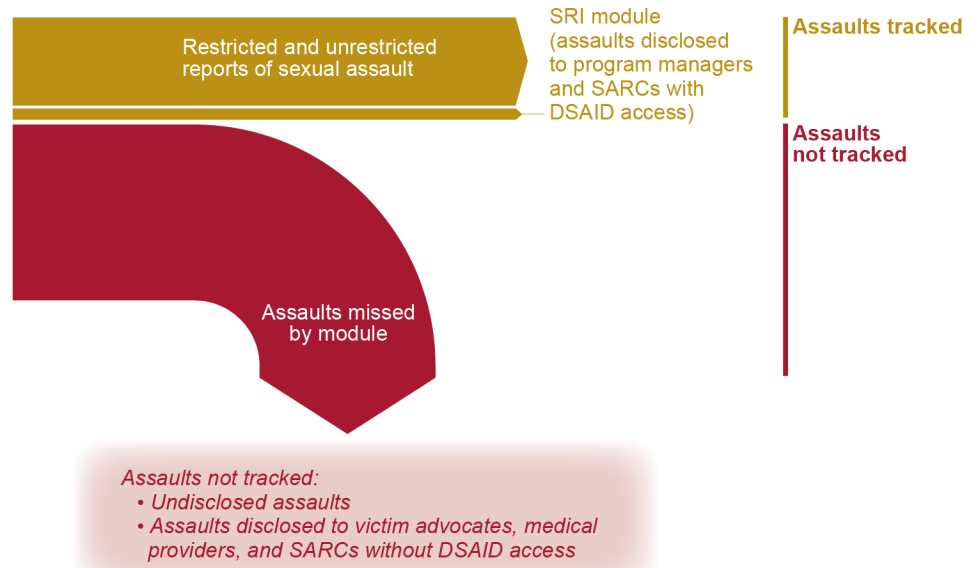 Restricted and unrestricted
reports of sexual assault
SRI module
(assaults disclosed
to program managers
and SARCs with
DSAID access)
Assaults tracked
Assaults
not tracked
Assaults missed
by module
Assaults not tracked:
• Undisclosed assaults
• Assaults disclosed to victim advocates, medical
providers, and SARCs without DSAID access